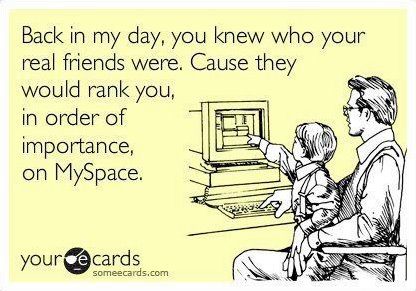 Back in my day, you knew who your
real friends were. Cause they
would rank you,
in order of
importance,
on MySpace.
your e cards
someecards.com